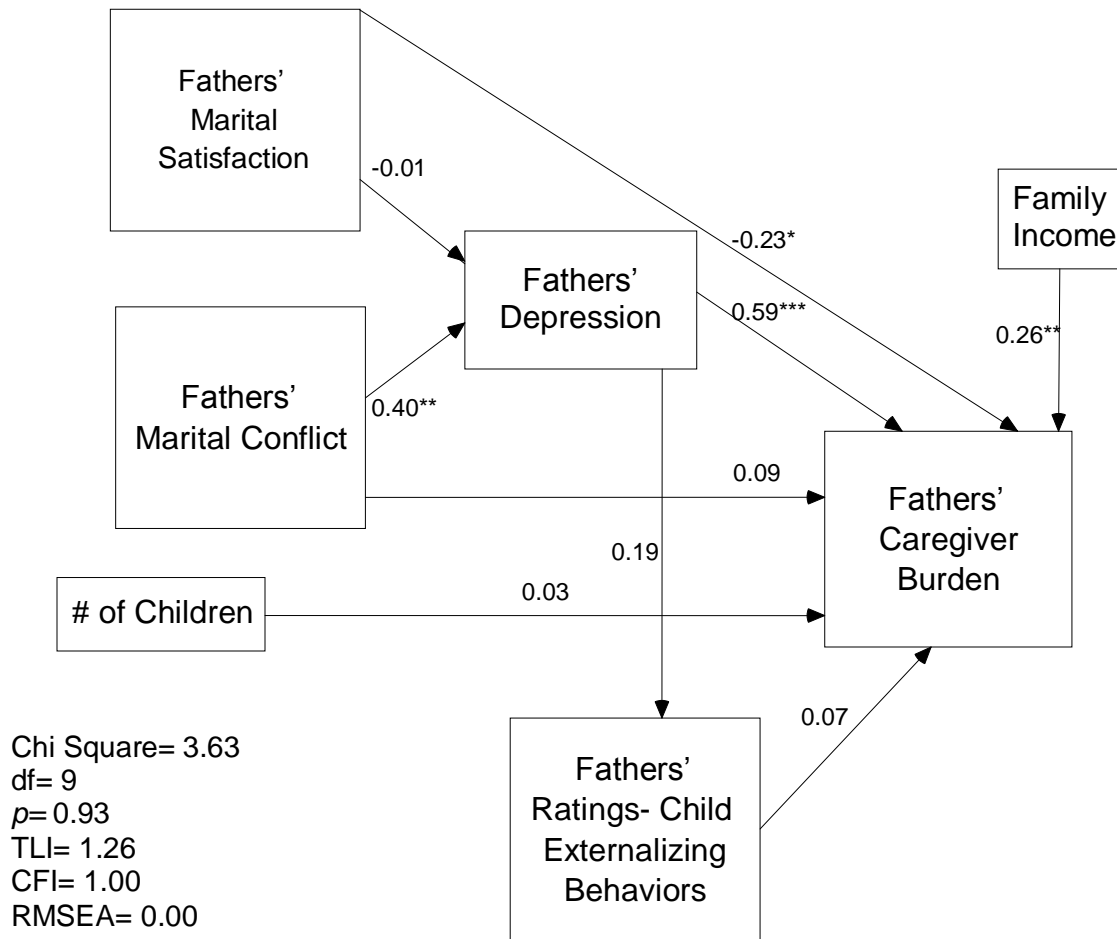 Fathers’
Marital
Satisfaction
-0.01
Family
Income
-0.23*
Fathers’
Depression
0.59***
0.26**
Fathers’
Marital Conflict
0.40**
0.09
Fathers’
Caregiver
Burden
0.19
# of Children
0.03
0.07
Fathers’
Ratings- Child
Externalizing
Behaviors
Chi Square= 3.63
df= 9
p= 0.93
TLI= 1.26
CFI= 1.00
RMSEA= 0.00